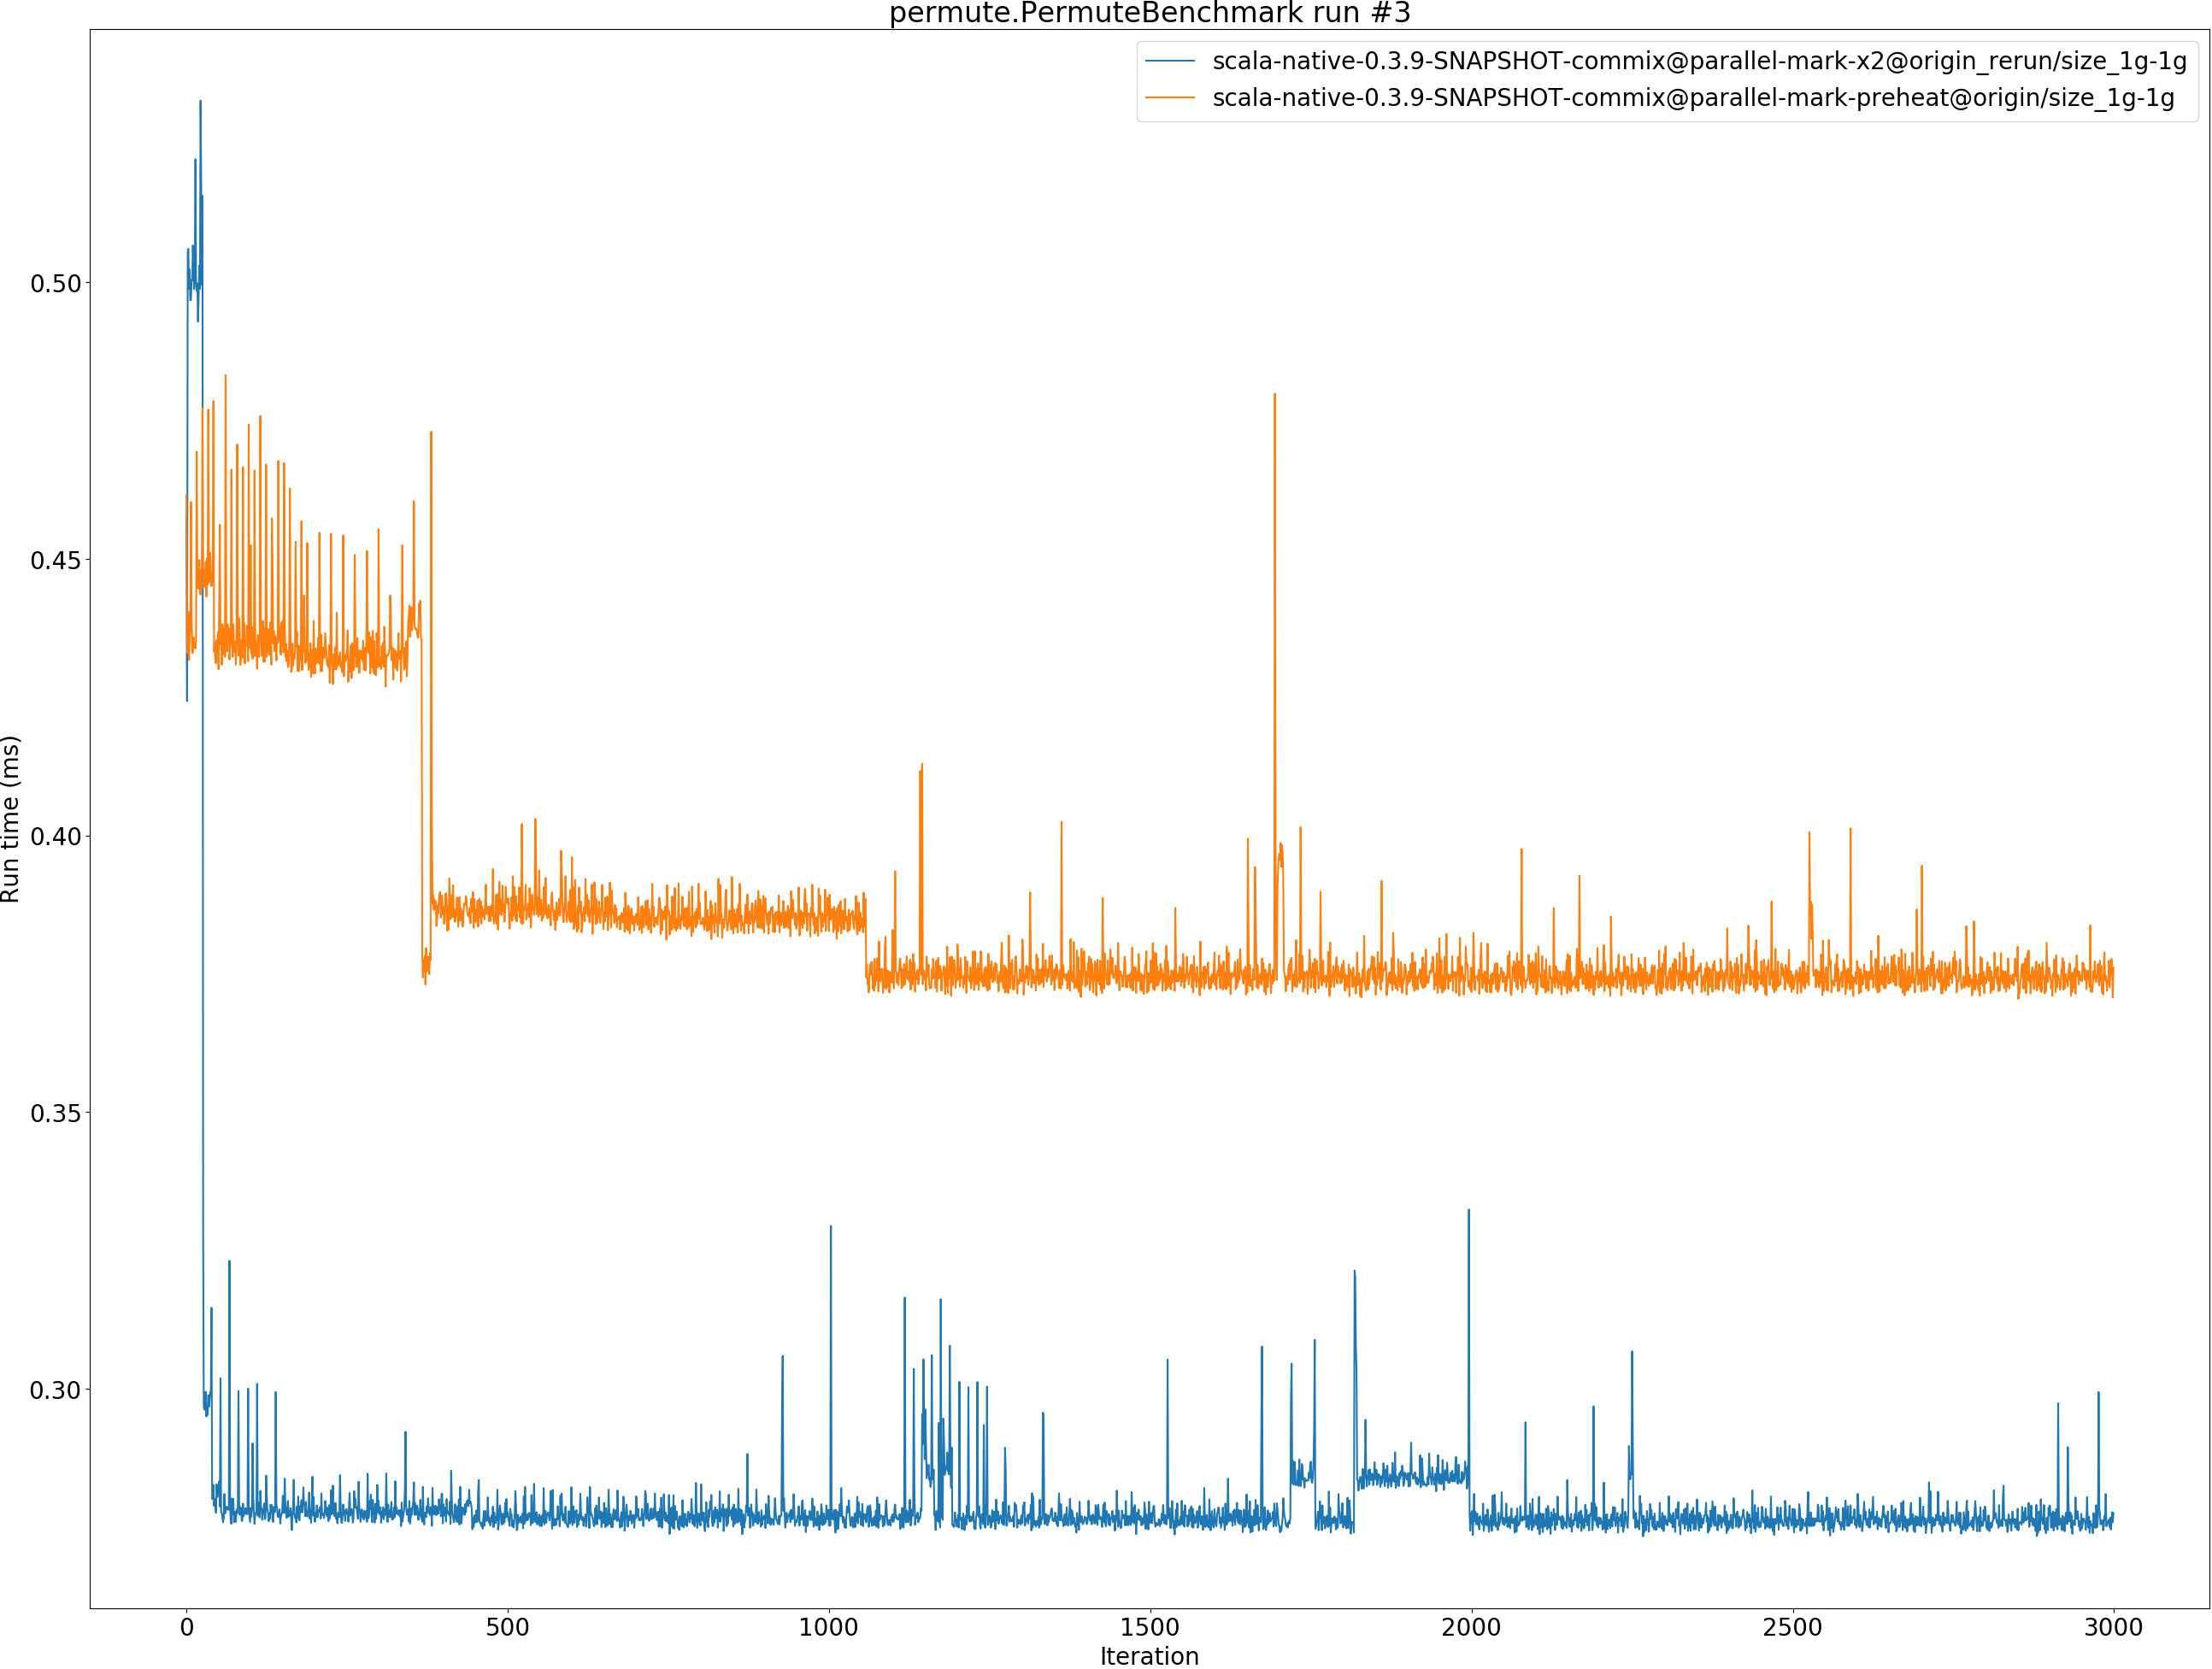 permute.PermuteBenchmark run #3
scala-native-0.3.9-SNAPSHOT-commix@parallel-mark-x2@origin_rerun/size_1g-1g
scala-native-0.3.9-SNAPSHOT-commix@parallel-mark-preheat@origin/size_1g-1g
Run time (ms)
0.50
0.45
0.40
0.35
0.30
0
500
1000
1500
2000
2500
3000
Iteration